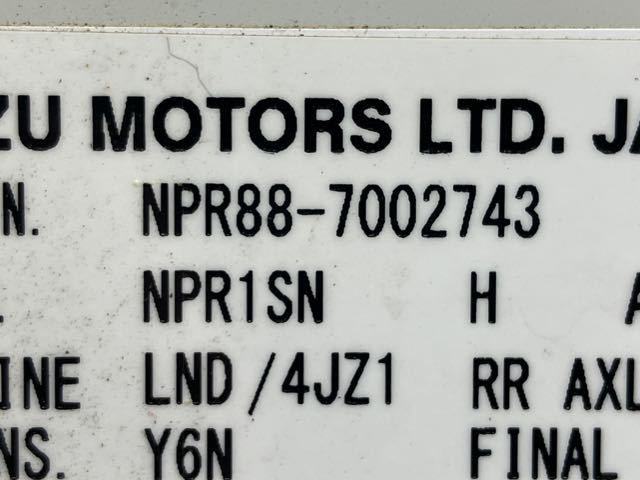 ZU MOTORS LTD. JA
N. NPR88-7002743
. NPR1SN H A
INE LND/4JZ1 RR AXL
NS. Y6N FINAL